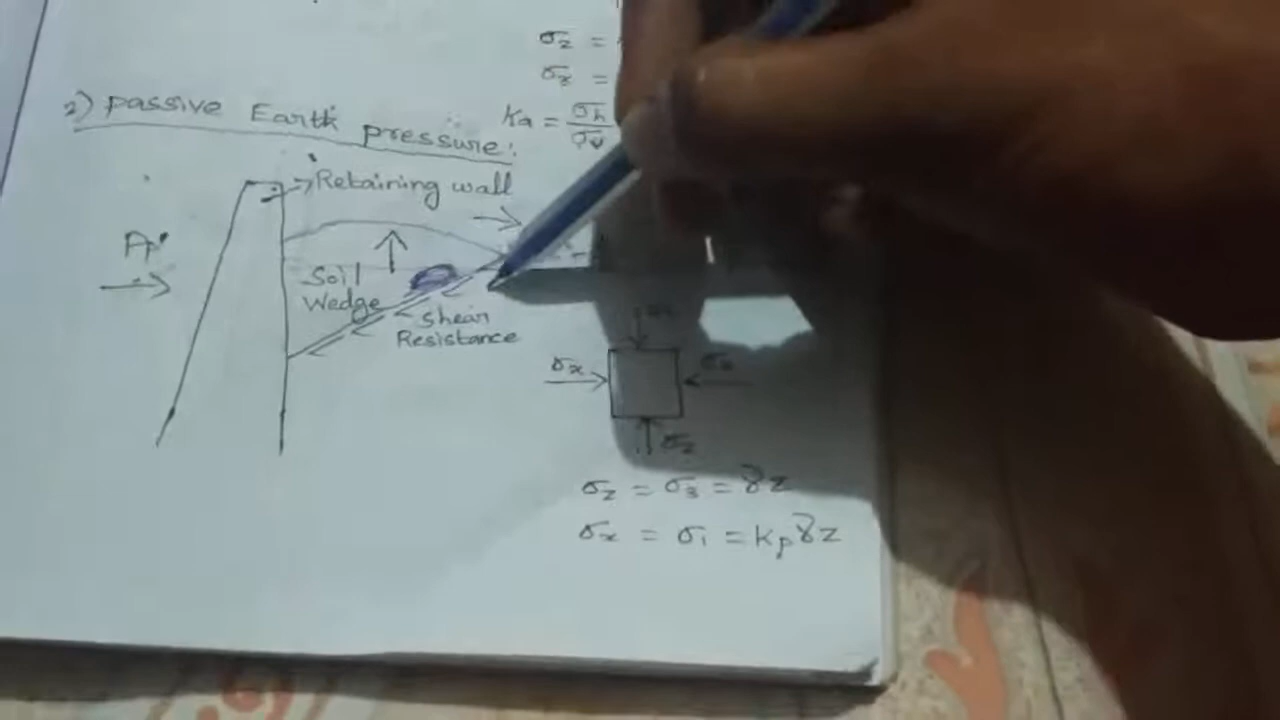 σz =
σx =
2) Passive Earth pressure:
Ka = σh/σv
Retaining wall
Ap
Soil
Wedge
Shear
Resistance
σx
σz
σz = σ3 = γz
σx = σ1 = Kpγz